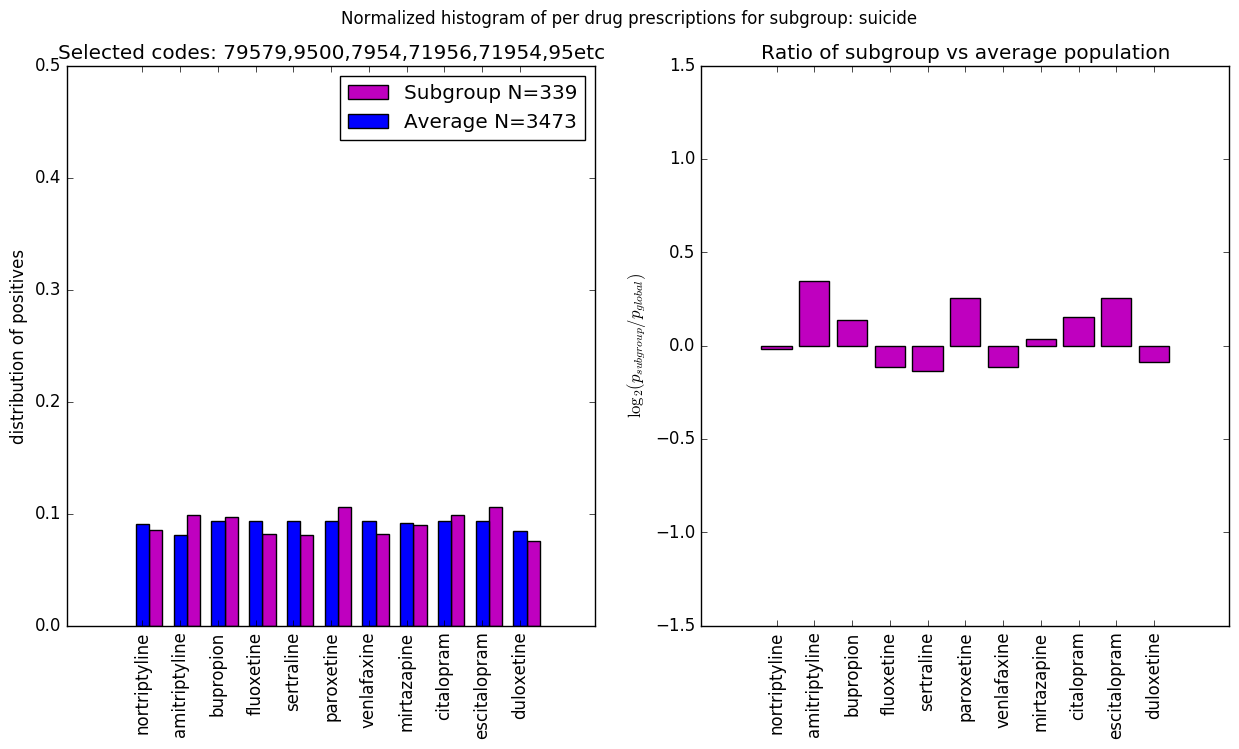 Normalized histogram of per drug prescriptions for subgroup: suicide
Selected codes: 79579,9500,7954,71956,71954,95etc
0.5
0.4
0.3
0.2
0.1
0.0
distribution of positives
Subgroup N=339
Average N=3473
nortriptyline
amitriptyline
bupropion
fluoxetine
sertraline
paroxetine
venlafaxine
mirtazapine
citalopram
escitalopram
duloxetine
Ratio of subgroup vs average population
1.5
1.0
0.5
0.0
−0.5
−1.0
−1.5
log2(psubgroup/pglobal)
nortriptyline
amitriptyline
bupropion
fluoxetine
sertraline
paroxetine
venlafaxine
mirtazapine
citalopram
escitalopram
duloxetine